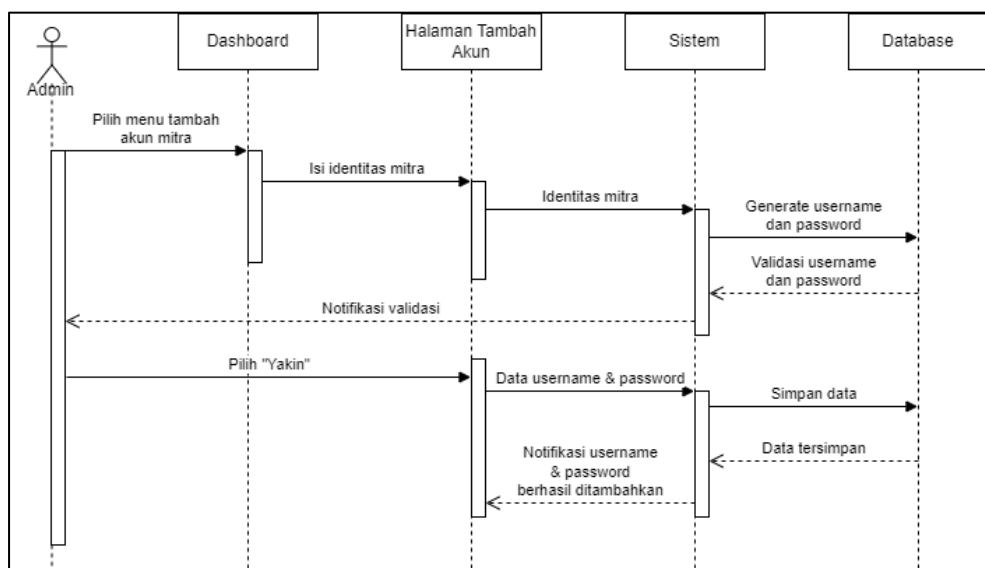 Dashboard
Halaman Tambah
Akun
Sistem
Database
Admin
Pilih menu tambah
akun mitra
Isi identitas mitra
Identitas mitra
Generate username
dan password
Validasi username
dan password
Notifikasi validasi
Pilih "Yakin"
Data username & password
Simpan data
Data tersimpan
Notifikasi username
& password
berhasil ditambahkan